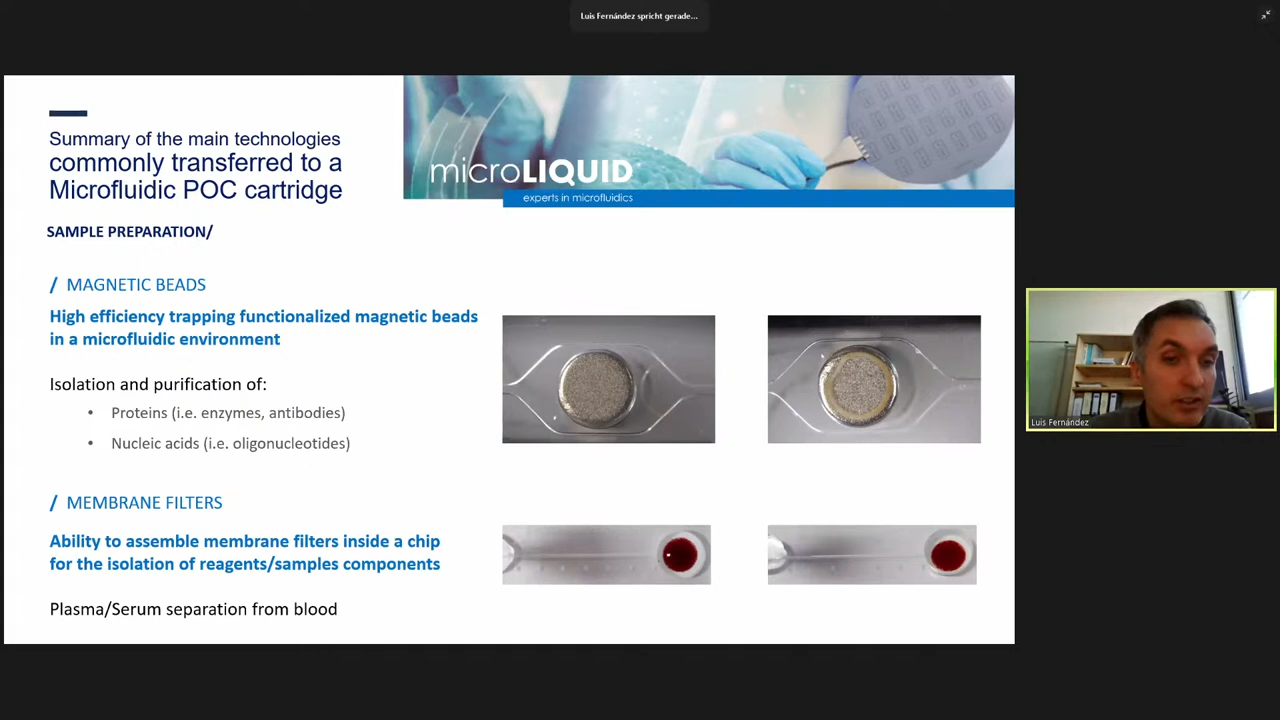 Luis Fernández spricht gerade...
Summary of the main technologies
commonly transferred to a
Microfluidic POC cartridge
microLIQUID
experts in microfluidics
SAMPLE PREPARATION/
/ MAGNETIC BEADS
High efficiency trapping functionalized magnetic beads
in a microfluidic environment
Isolation and purification of:
• Proteins (i.e. enzymes, antibodies)
• Nucleic acids (i.e. oligonucleotides)
/ MEMBRANE FILTERS
Ability to assemble membrane filters inside a chip
for the isolation of reagents/samples components
Plasma/Serum separation from blood
Luis Fernández